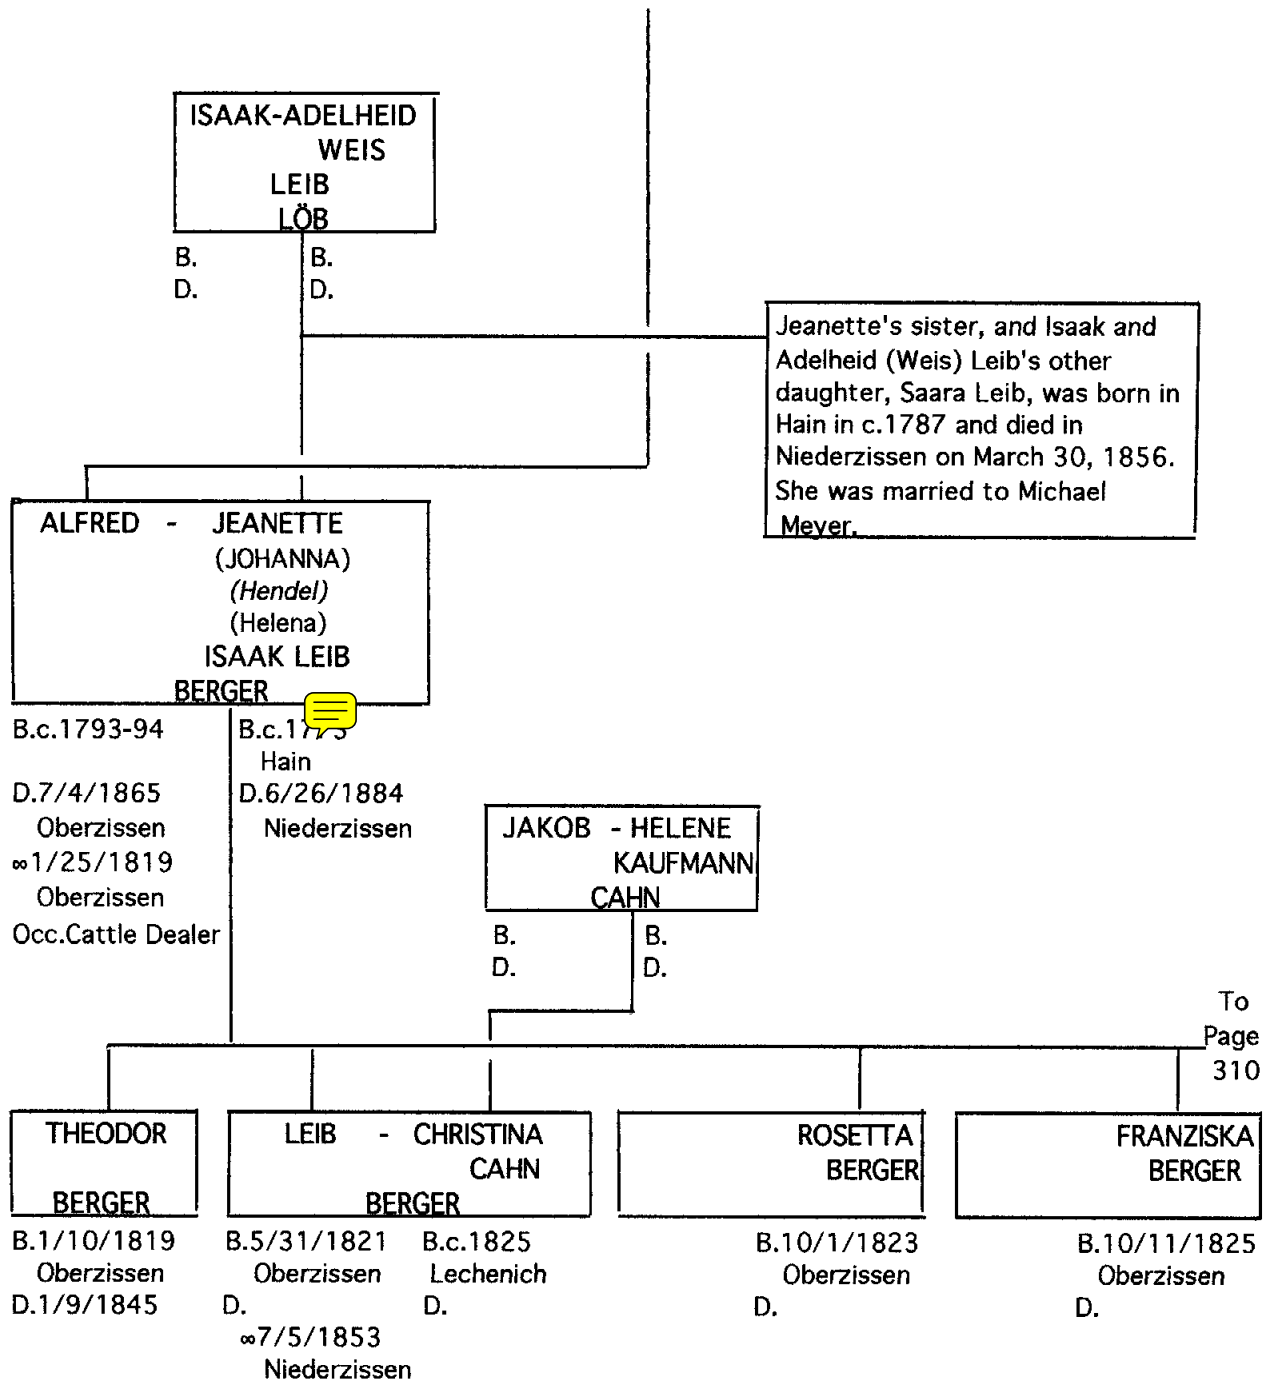 ISAAK-ADELHEID
WEIS
LEIB
LÖB
B. B.
D. D.
Jeanette's sister, and Isaak and
Adelheid (Weis) Leib's other
daughter, Saara Leib, was born in
Hain in c.1787 and died in
Niederzissen on March 30, 1856.
She was married to Michael
Meyer.
ALFRED - JEANETTE
(JOHANNA)
(Hendel)
(Helena)
ISAAK LEIB
BERGER
B.c.1793-94
D.7/4/1865
Oberzissen
∞1/25/1819
Oberzissen
Occ.Cattle Dealer
Hain
D.6/26/1884
Niederzissen
JAKOB - HELENE
KAUFMANN
CAHN
B. B.
D. D.
To
Page
310
THEODOR
BERGER
B.1/10/1819
Oberzissen
D.1/9/1845
LEIB - CHRISTINA
CAHN
BERGER
B.5/31/1821 B.c.1825
Oberzissen Lechenich
D. D.
∞7/5/1853
Niederzissen
ROSETTA
BERGER
B.10/1/1823
Oberzissen
D.
FRANZISKA
BERGER
B.10/11/1825
Oberzissen
D.